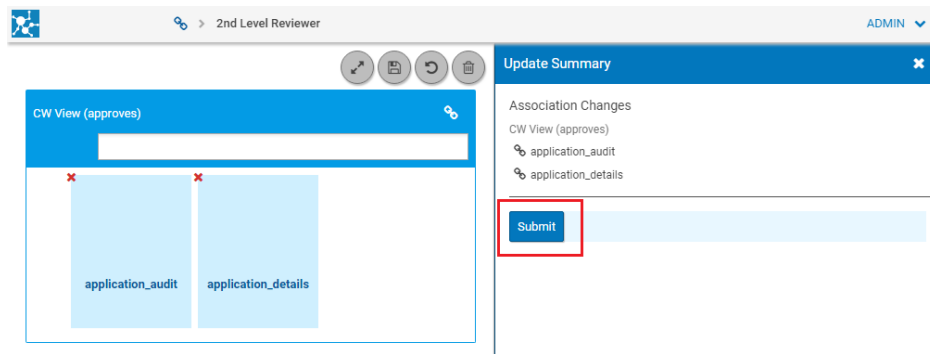 > 2nd Level Reviewer
ADMIN
CW View (approves)
application_audit
application_details
Update Summary
Association Changes
CW View (approves)
application_audit
application_details
Submit